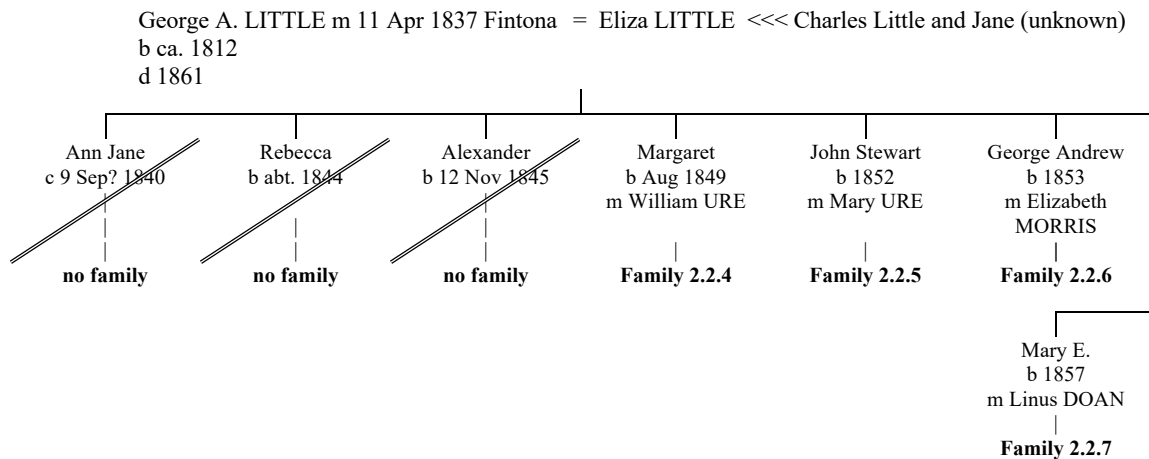 George A. LITTLE m 11 Apr 1837 Fintona = Eliza LITTLE <<< Charles Little and Jane (unknown)
b ca. 1812
d 1861
Ann Jane
c 9 Sep? 1840
no family
Rebecca
b abt. 1844
no family
Alexander
b 12 Nov 1845
no family
Margaret
b Aug 1849
m William URE
Family 2.2.4
John Stewart
b 1852
m Mary URE
Family 2.2.5
George Andrew
b 1853
m Elizabeth
MORRIS
Family 2.2.6
Mary E.
b 1857
m Linus DOAN
Family 2.2.7